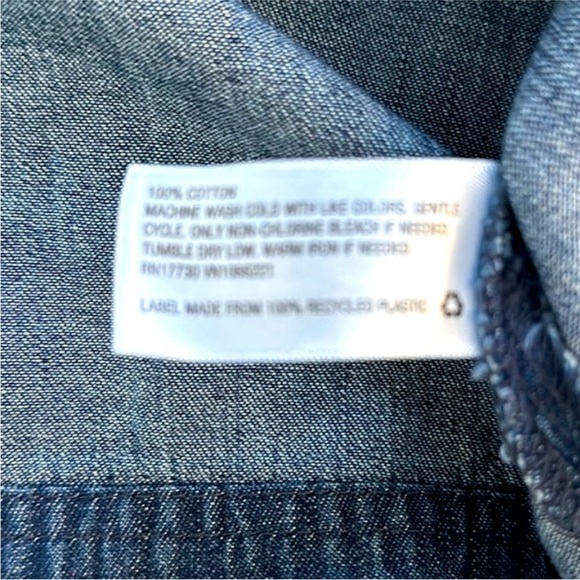 100% COTTON
MACHINE WASH COLD WITH LIKE COLORS, GENTLE
CYCLE, ONLY NON-CHLORINE BLEACH IF NEEDED.
TUMBLE DRY LOW, WARM IRON IF NEEDED.
RN17730
LABEL MADE FROM 100% RECYCLED PLASTIC